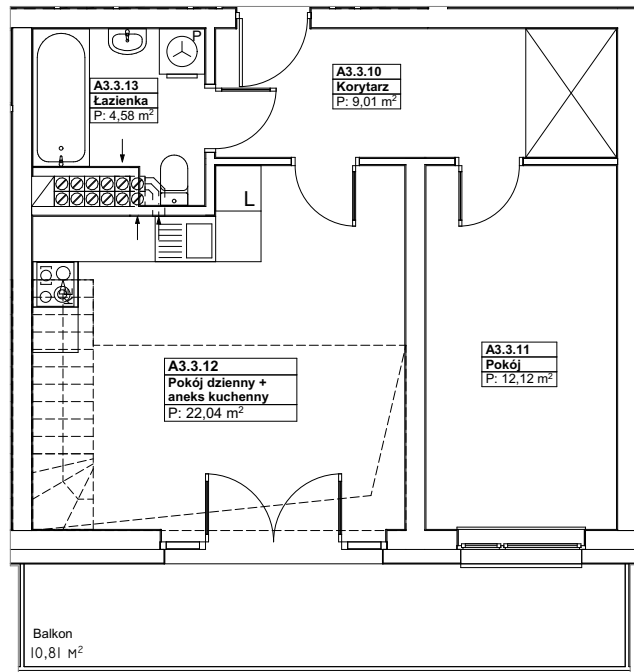 P
A3.3.13
Łazienka
P: 4,58 m²
A3.3.10
Korytarz
P: 9,01 m²
L
A3.3.12
Pokój dzienny +
aneks kuchenny
P: 22,04 m²
A3.3.11
Pokój
P: 12,12 m²
Balkon
10,81 M²